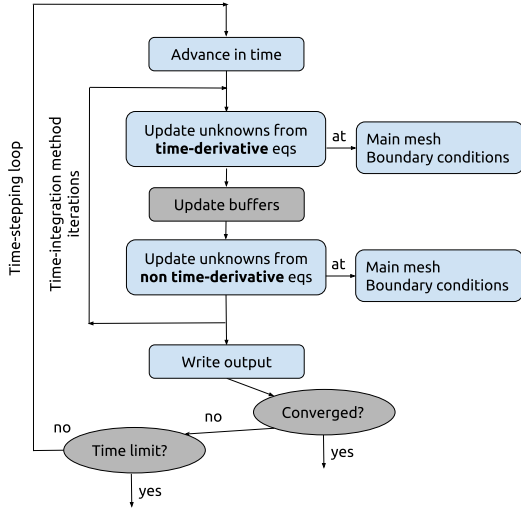 Advance in time
Time-stepping loop
Time-integration method
iterations
Update unknowns from
time-derivative eqs
at
Main mesh
Boundary conditions
Update buffers
Update unknowns from
non time-derivative eqs
at
Main mesh
Boundary conditions
Write output
Converged?
no
yes
no
Time limit?
yes